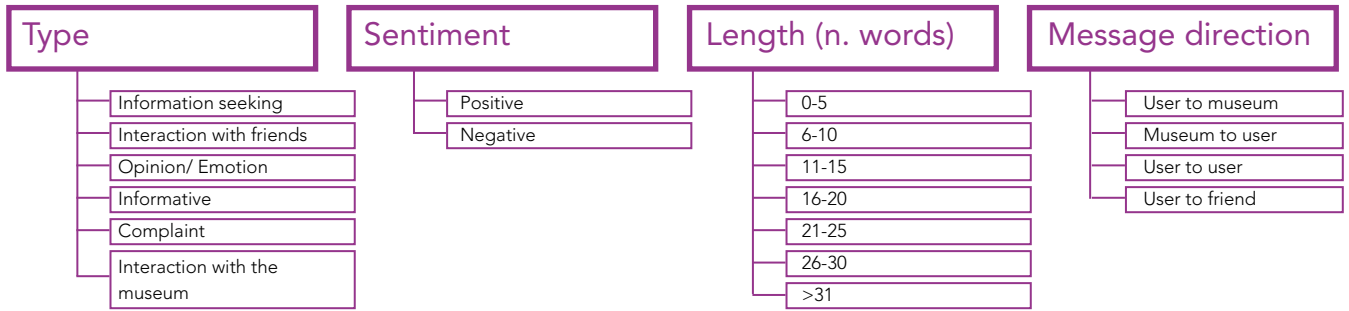 Type
Information seeking
Interaction with friends
Opinion/ Emotion
Informative
Complaint
Interaction with the
museum
Sentiment
Positive
Negative
Length (n. words)
0-5
6-10
11-15
16-20
21-25
26-30
>31
Message direction
User to museum
Museum to user
User to user
User to friend